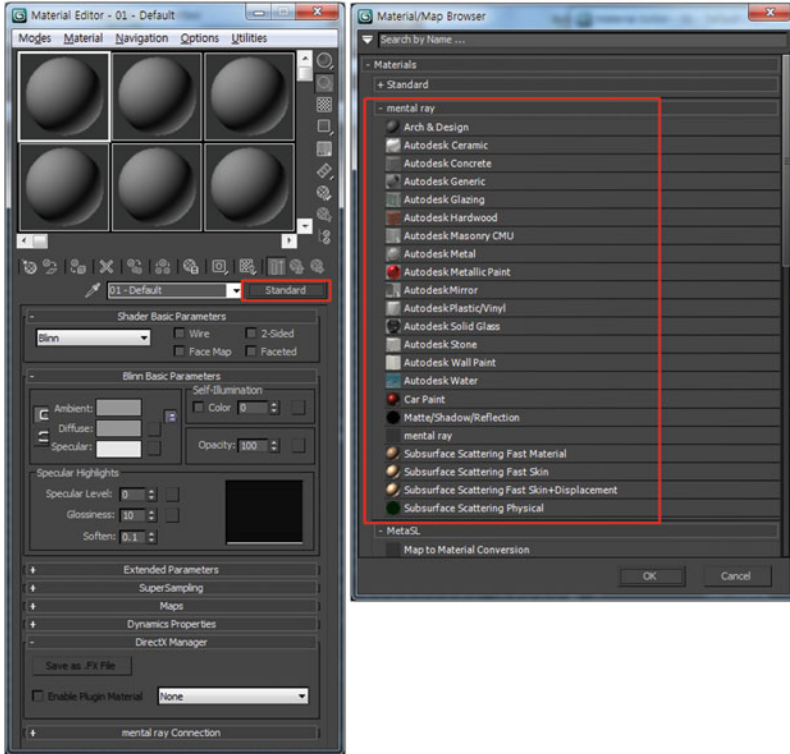 Material Editor - 01 - Default
Modes Material Navigation Options Utilities
01 - Default
Standard
- Shader Basic Parameters
Blinn
Wire
2-Sided
Face Map
Faceted
- Blinn Basic Parameters
Self-Illumination
Ambient:
Color 0
Diffuse:
Specular:
Opacity: 100
Specular Highlights
Specular Level: 0
Glossiness: 10
Soften: 0.1
+ Extended Parameters
+ SuperSampling
+ Maps
+ Dynamics Properties
- DirectX Manager
Save as .FX File
Enable Plugin Material
None
+ mental ray Connection
Material/Map Browser
Search by Name ...
- Materials
+ Standard
- mental ray
Arch & Design
Autodesk Ceramic
Autodesk Concrete
Autodesk Generic
Autodesk Glazing
Autodesk Hardwood
Autodesk Masonry CMU
Autodesk Metal
Autodesk Metallic Paint
Autodesk Mirror
Autodesk Plastic/Vinyl
Autodesk Solid Glass
Autodesk Stone
Autodesk Wall Paint
Autodesk Water
Car Paint
Matte/Shadow/Reflection
mental ray
Subsurface Scattering Fast Material
Subsurface Scattering Fast Skin
Subsurface Scattering Fast Skin+Displacement
Subsurface Scattering Physical
- MetaSL
Map to Material Conversion
OK
Cancel